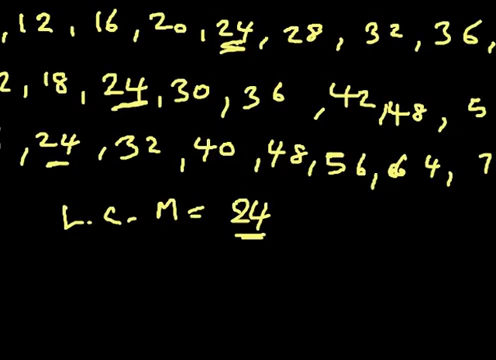 , 12, 16, 20, 24, 28, 32, 36,
2, 18, 24, 30, 36, 42, 48, 5
, 24, 32, 40, 48, 56, 64, 7
L.C.M = 24